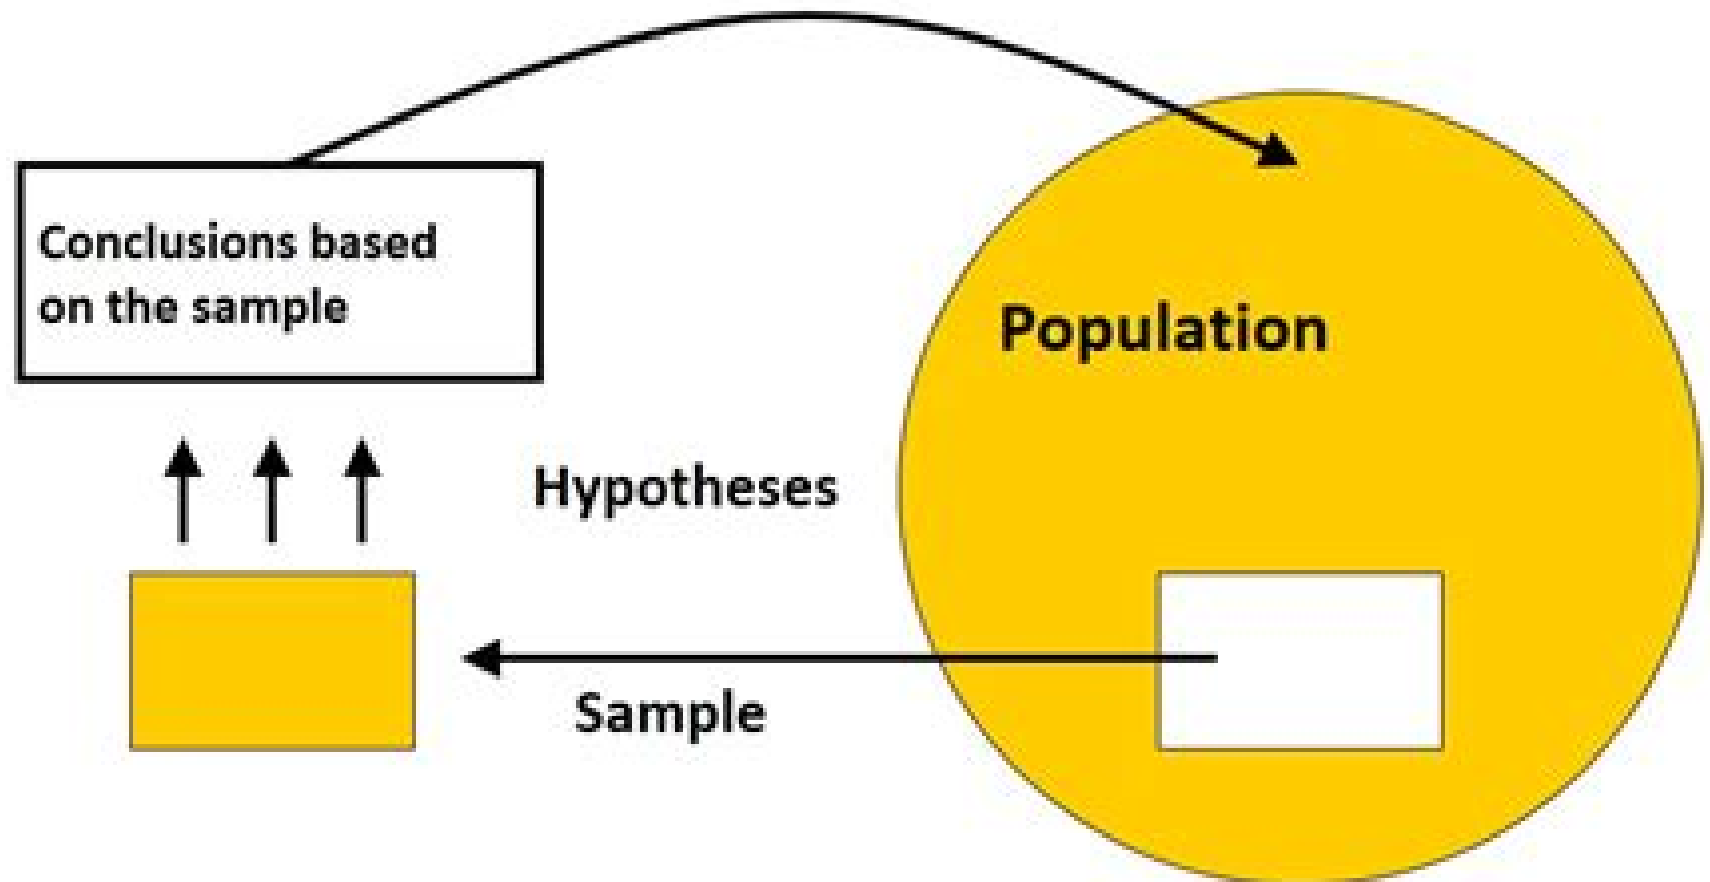 Conclusions based
on the sample
Population
Hypotheses
Sample